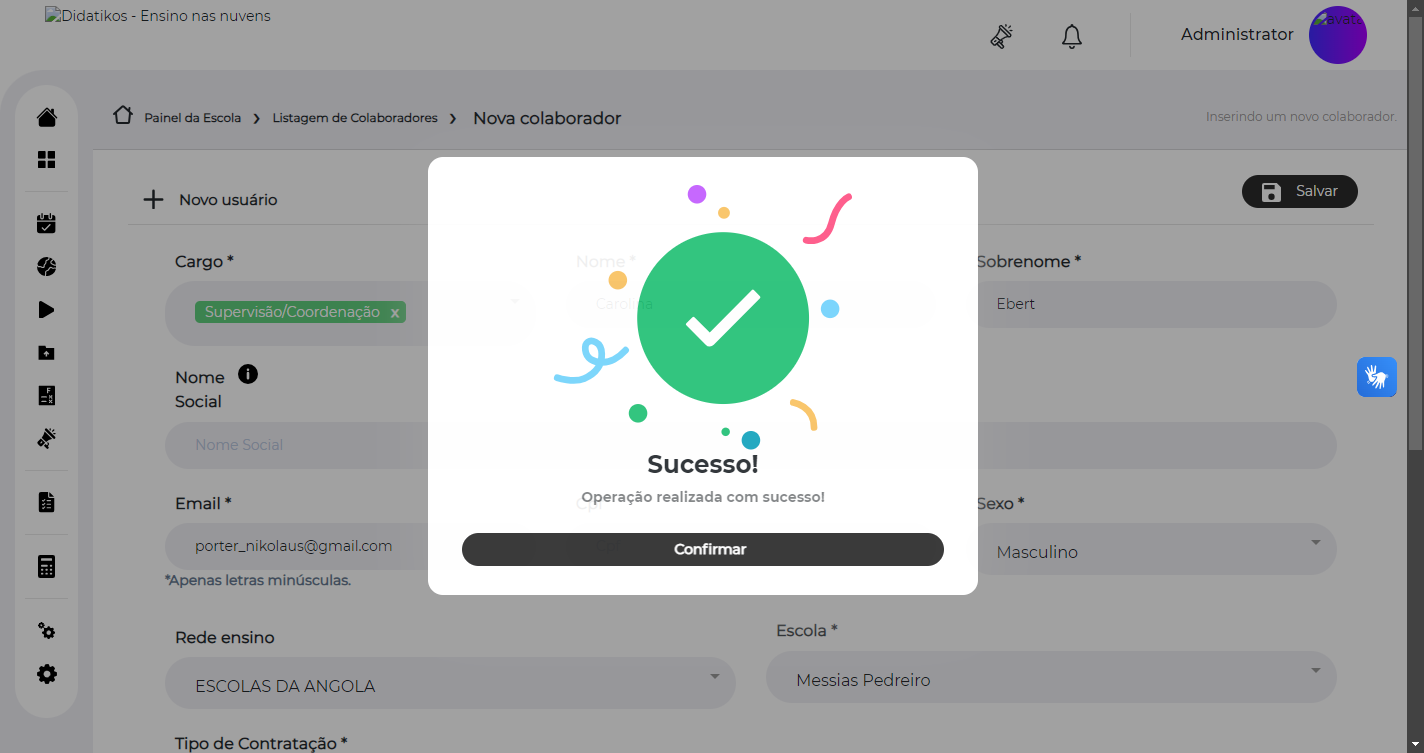 Didatikos - Ensino nas nuvens
Administrator
Painel da Escola
Listagem de Colaboradores
Nova colaborador
Inserindo um novo colaborador.
Novo usuário
Salvar
Cargo *
Nome *
Sobrenome *
Supervisão/Coordenação x
Ebert
Nome
Social
Nome Social
Sucesso!
Operação realizada com sucesso!
Email *
Cpf
Sexo *
porter_nikolaus@gmail.com
Masculino
Confirmar
*Apenas letras minúsculas.
Rede ensino
Escola *
ESCOLAS DA ANGOLA
Messias Pedreiro
Tipo de Contratação *